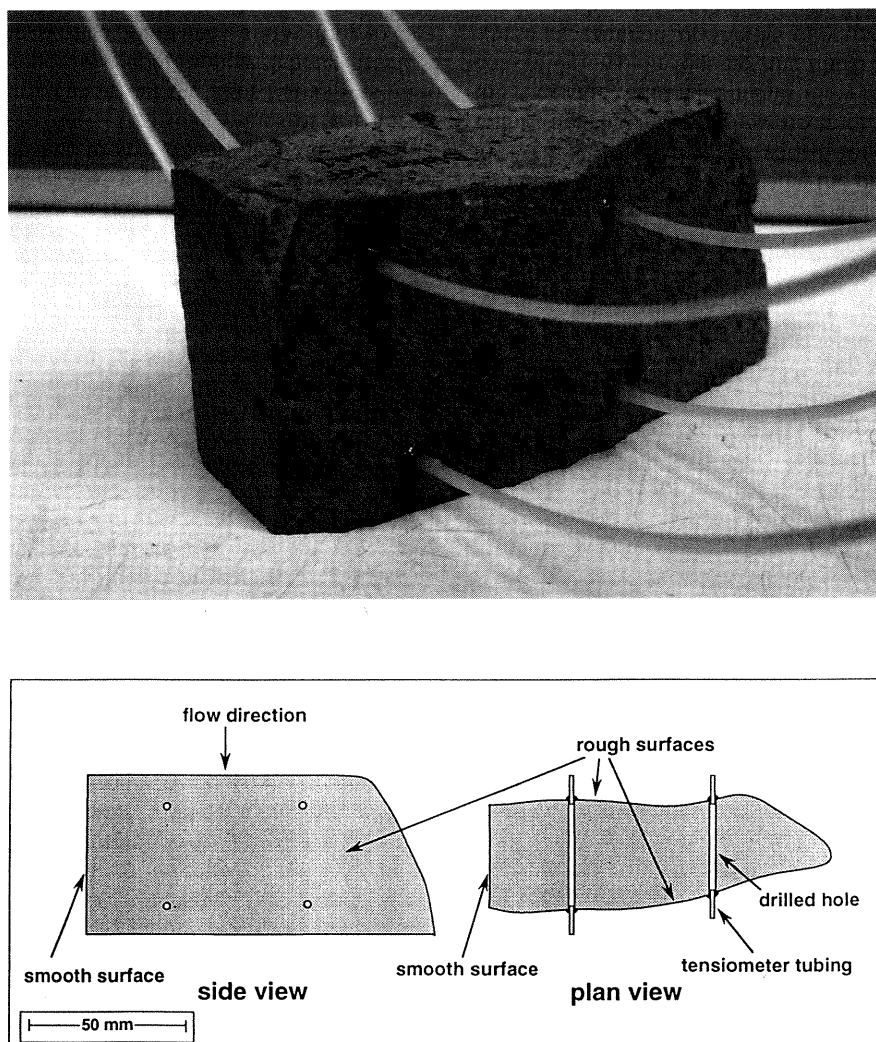 flow direction
smooth surface
side view
50 mm
rough surfaces
drilled hole
tensiometer tubing
smooth surface
plan view